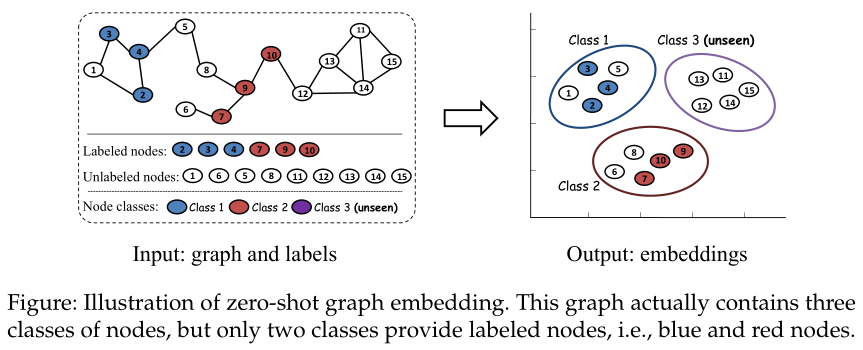 3
5
11
4
10
1
8
13
15
9
2
12
14
6
7
Labeled nodes: 2 3 4 7 9 10
Unlabeled nodes: 1 6 5 8 11 12 13 14 15
Node classes: Class 1 Class 2 Class 3 (unseen)
Input: graph and labels
Class 1
3 5
1 4
2
Class 3 (unseen)
13 11
15
12 14
8 9
10
6 7
Class 2
Output: embeddings
Figure: Illustration of zero-shot graph embedding. This graph actually contains three
classes of nodes, but only two classes provide labeled nodes, i.e., blue and red nodes.